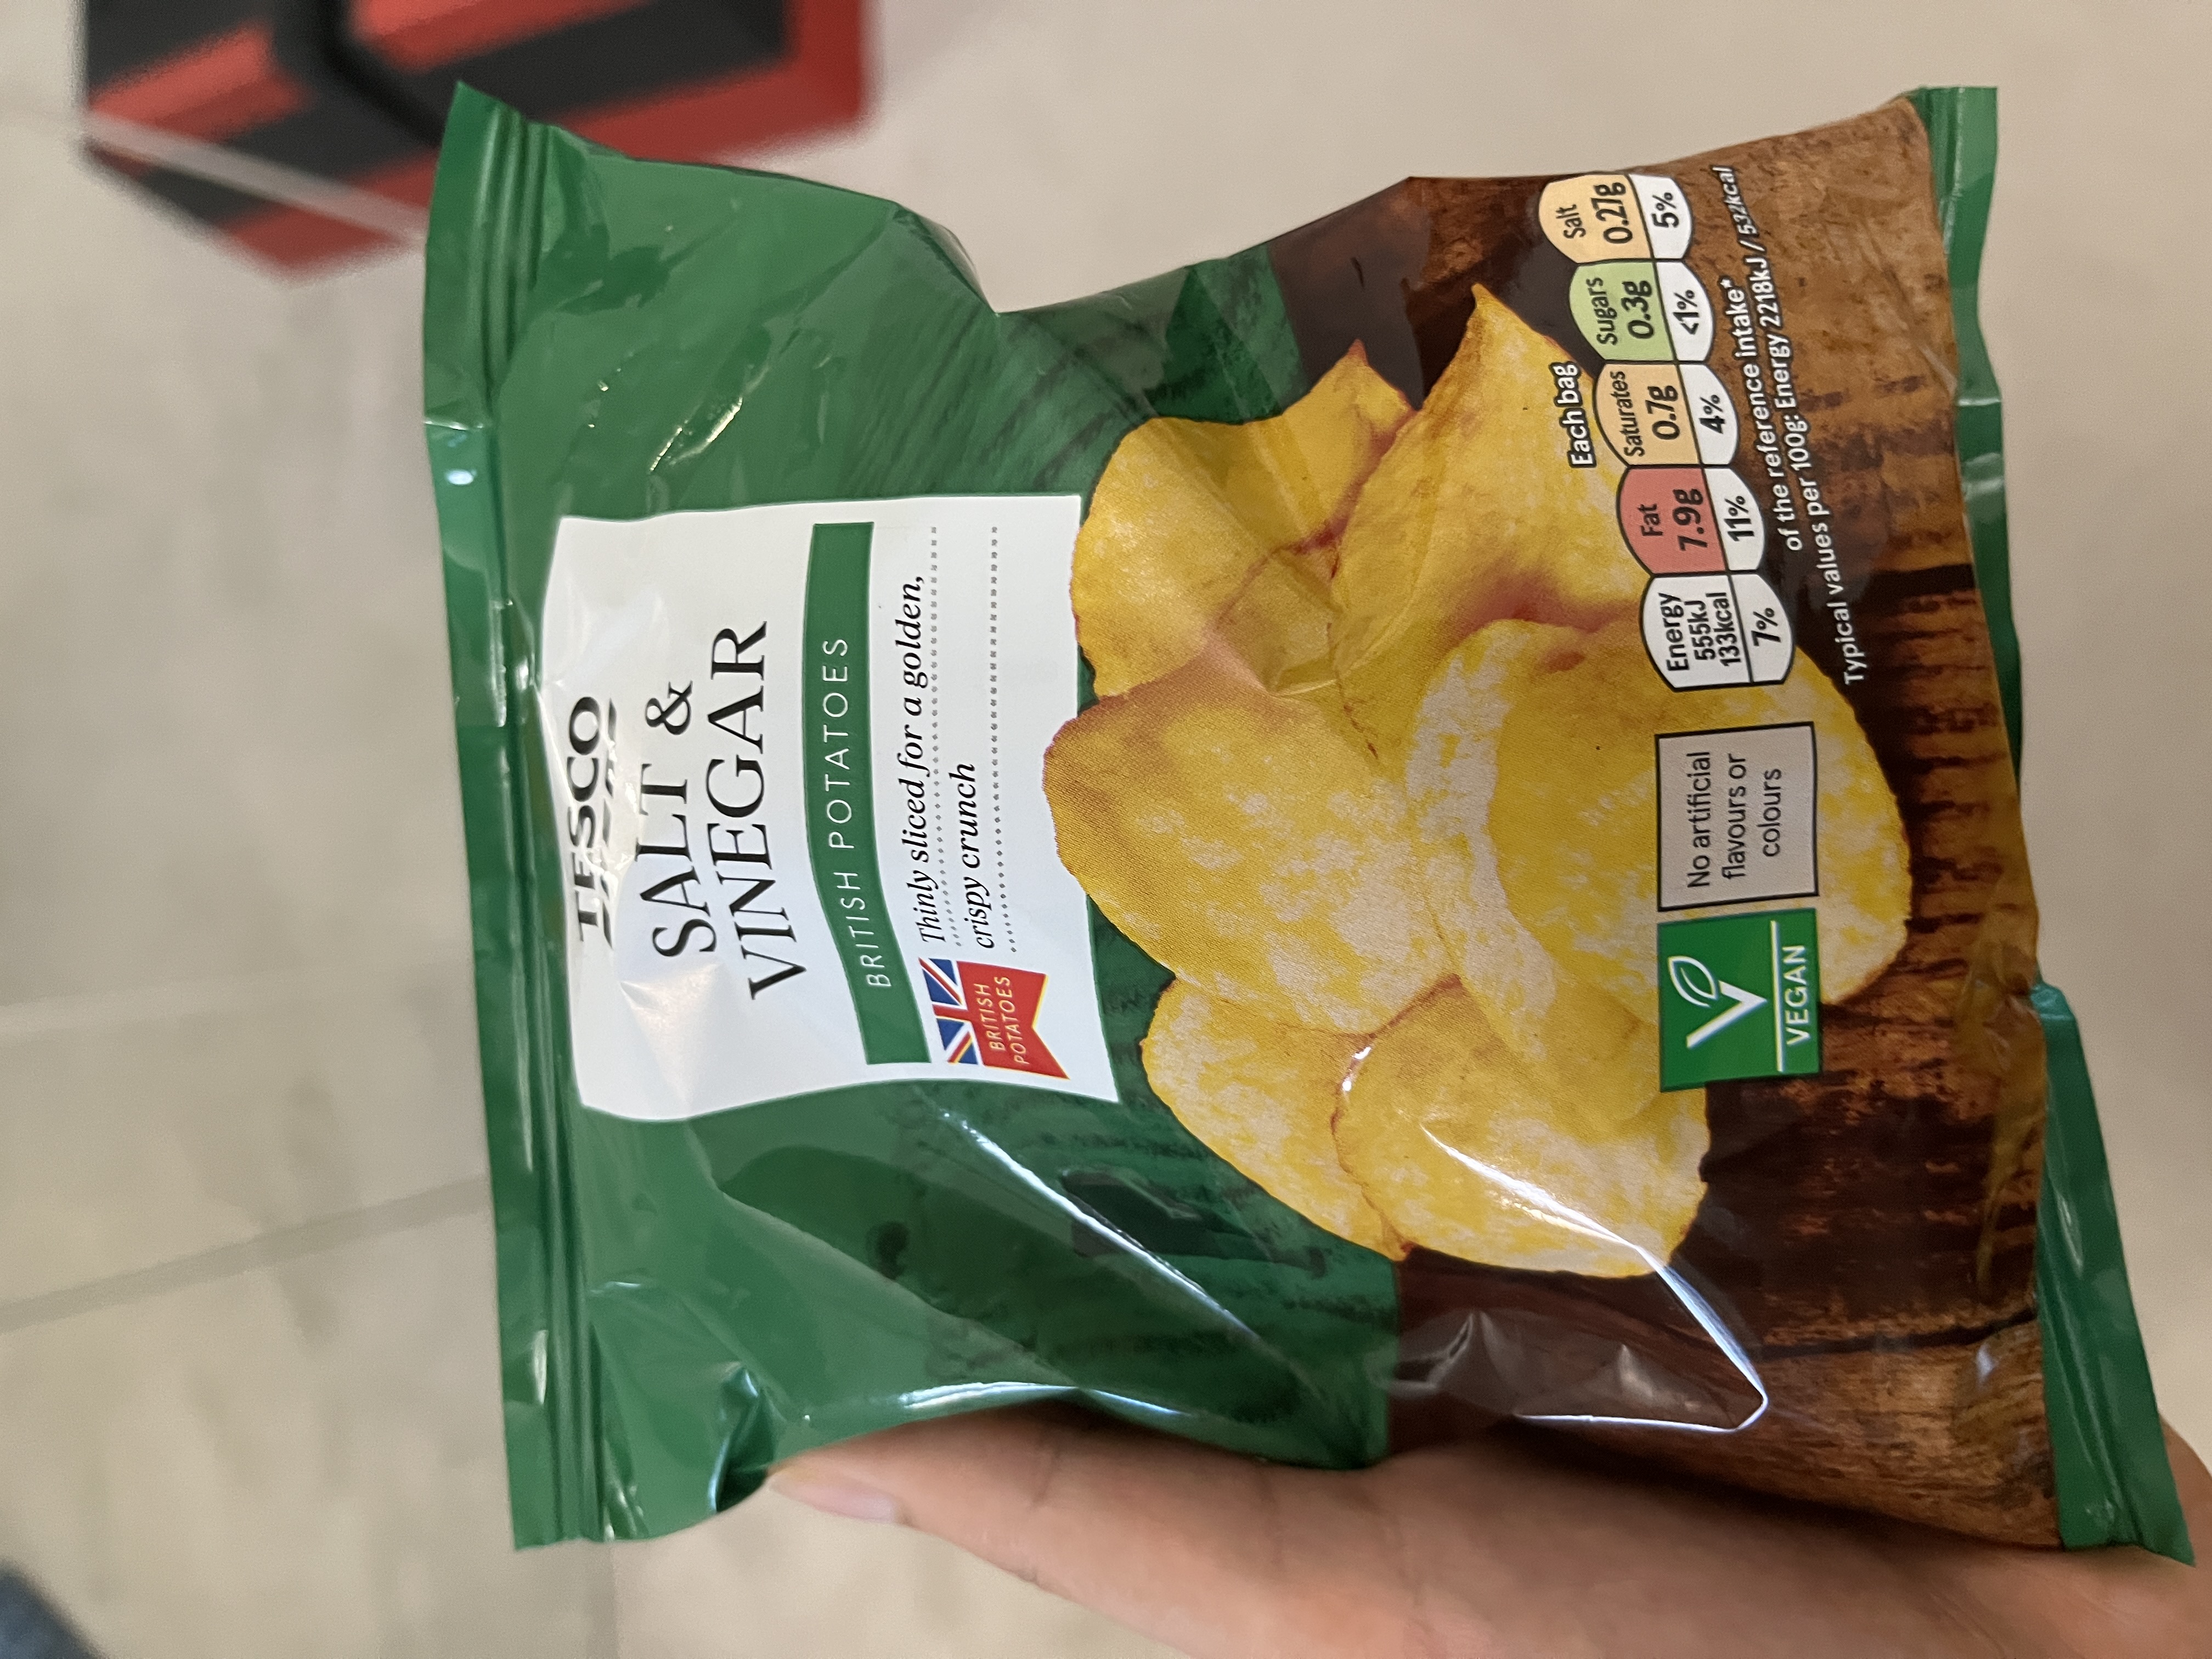 TESCO
SALT &
VINEGAR
BRITISH POTATOES
BRITISH
POTATOES
Thinly sliced for a golden,
crispy crunch
VEGAN
No artificial
flavours or
colours
Each bag
Energy
555kJ
133kcal
7%
Fat
7.9g
11%
Saturates
0.7g
4%
Sugars
0.3g
<1%
Salt
0.27g
5%
of the reference intake*
Typical values per 100g: Energy 2218kJ / 532kcal